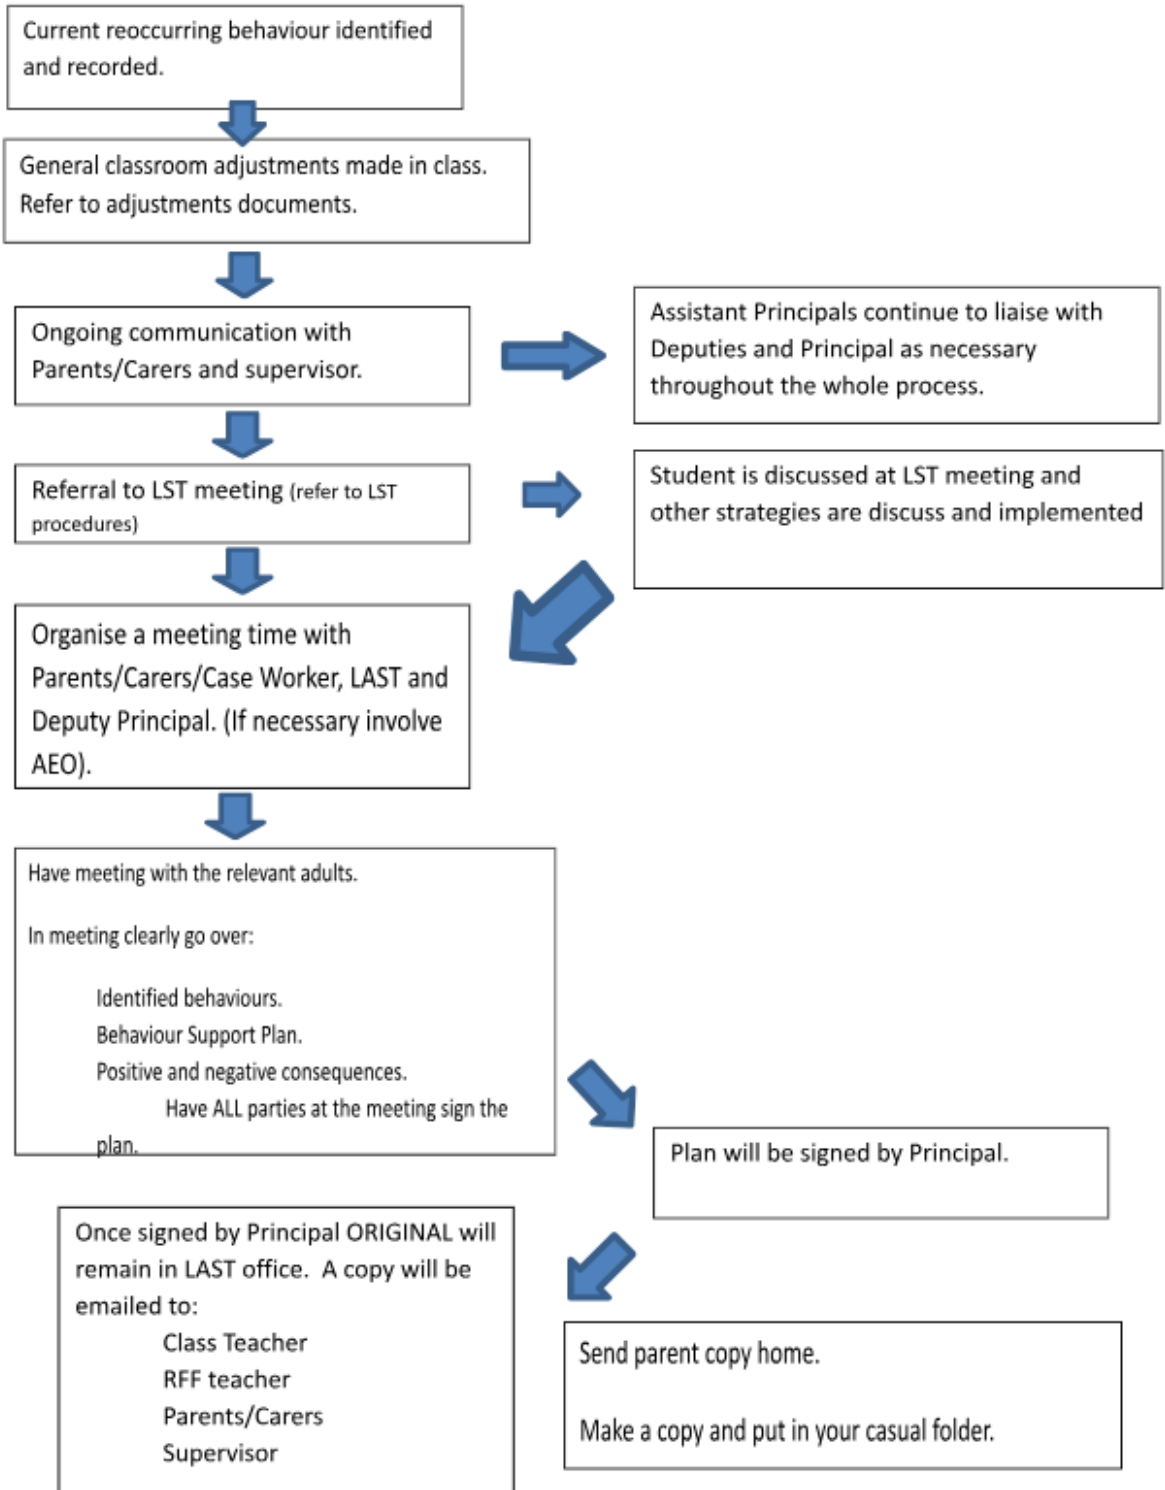 Current reoccurring behaviour identified
and recorded.
General classroom adjustments made in class.
Refer to adjustments documents.
Ongoing communication with
Parents/Carers and supervisor.
Assistant Principals continue to liaise with
Deputies and Principal as necessary
throughout the whole process.
Referral to LST meeting (refer to LST
procedures)
Student is discussed at LST meeting and
other strategies are discuss and implemented
Organise a meeting time with
Parents/Carers/Case Worker, LAST and
Deputy Principal. (If necessary involve
AEO).
Have meeting with the relevant adults.
In meeting clearly go over:
Identified behaviours.
Behaviour Support Plan.
Positive and negative consequences.
Have ALL parties at the meeting sign the
plan.
Plan will be signed by Principal.
Once signed by Principal ORIGINAL will
remain in LAST office. A copy will be
emailed to:
Class Teacher
RFF teacher
Parents/Carers
Supervisor
Send parent copy home.
Make a copy and put in your casual folder.